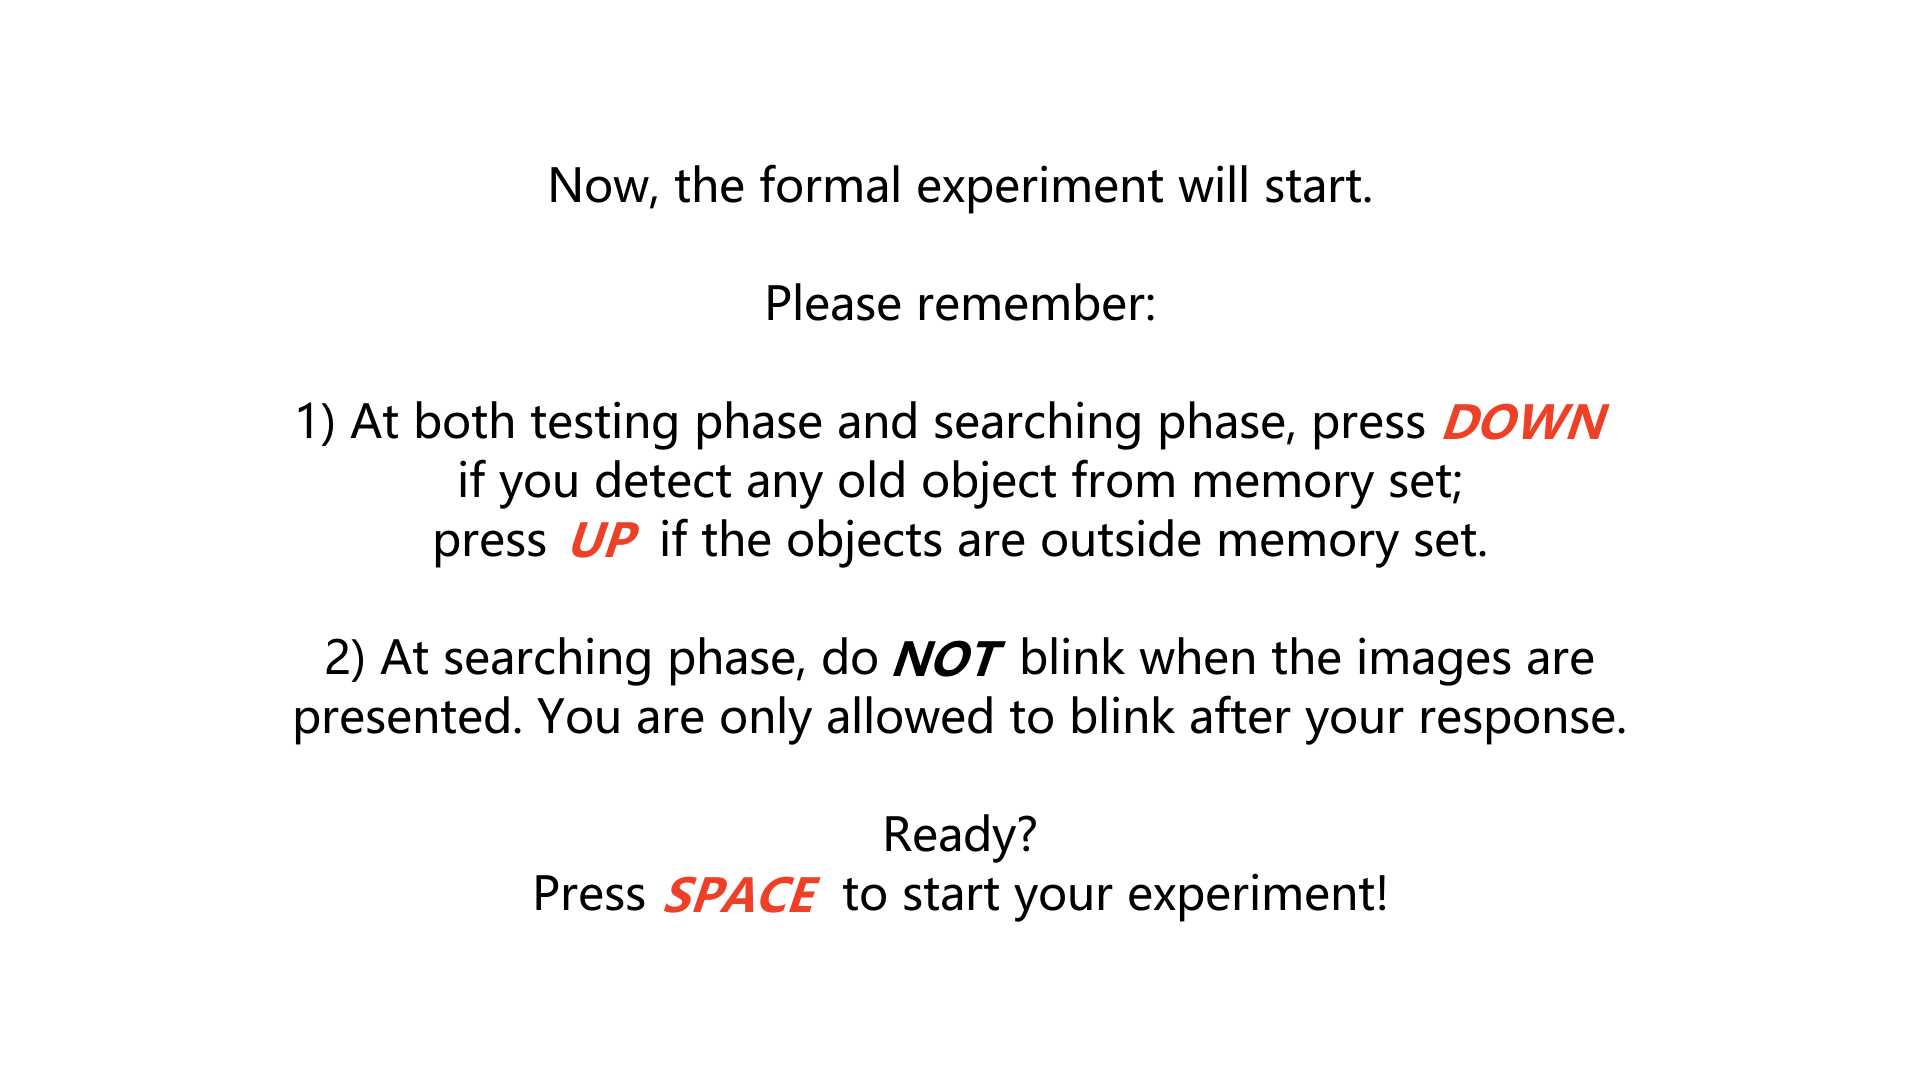 Now, the formal experiment will start.
Please remember:
1) At both testing phase and searching phase, press DOWN
if you detect any old object from memory set;
press UP if the objects are outside memory set.
2) At searching phase, do NOT blink when the images are
presented. You are only allowed to blink after your response.
Ready?
Press SPACE to start your experiment!